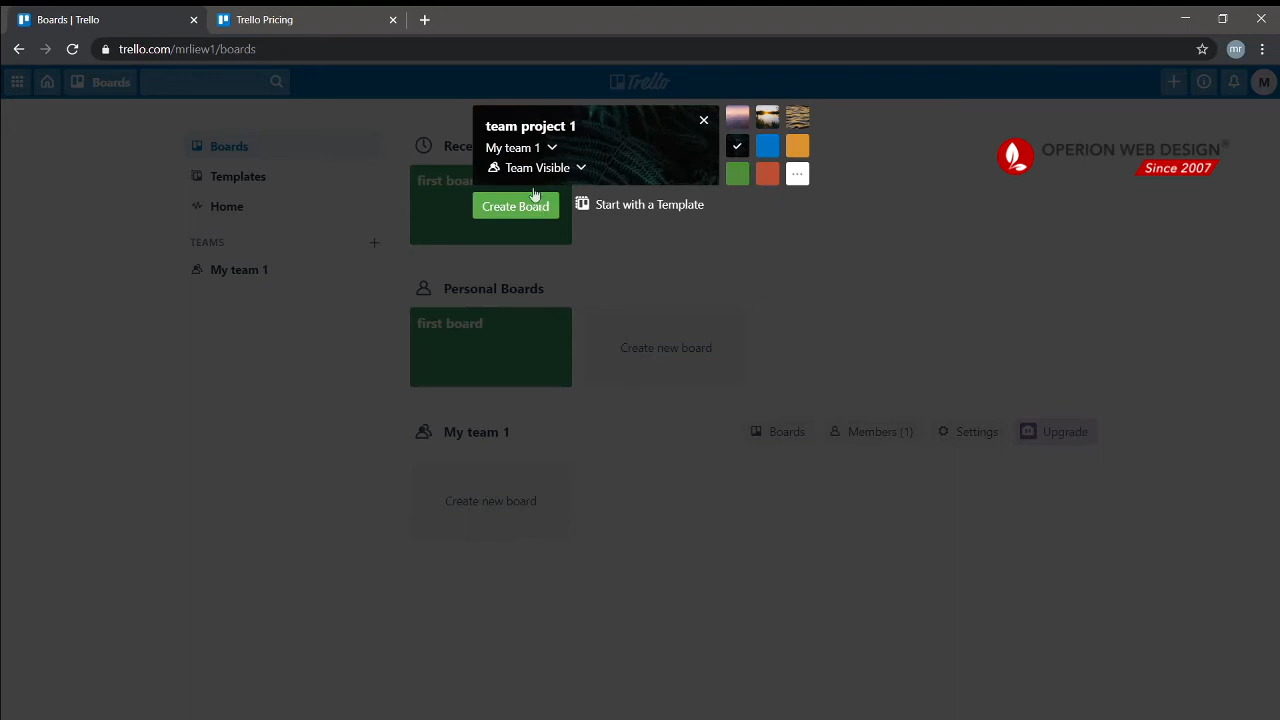 Boards | Trello
Trello Pricing
trello.com/mrliew1/boards
mr
Boards
Trello
M
team project 1
My team 1
Team Visible
Create Board
Start with a Template
OPERION WEB DESIGN®
Since 2007
Boards
Templates
Home
TEAMS
My team 1
first boar
Personal Boards
first board
Create new board
My team 1
Boards
Members (1)
Settings
Upgrade
Create new board